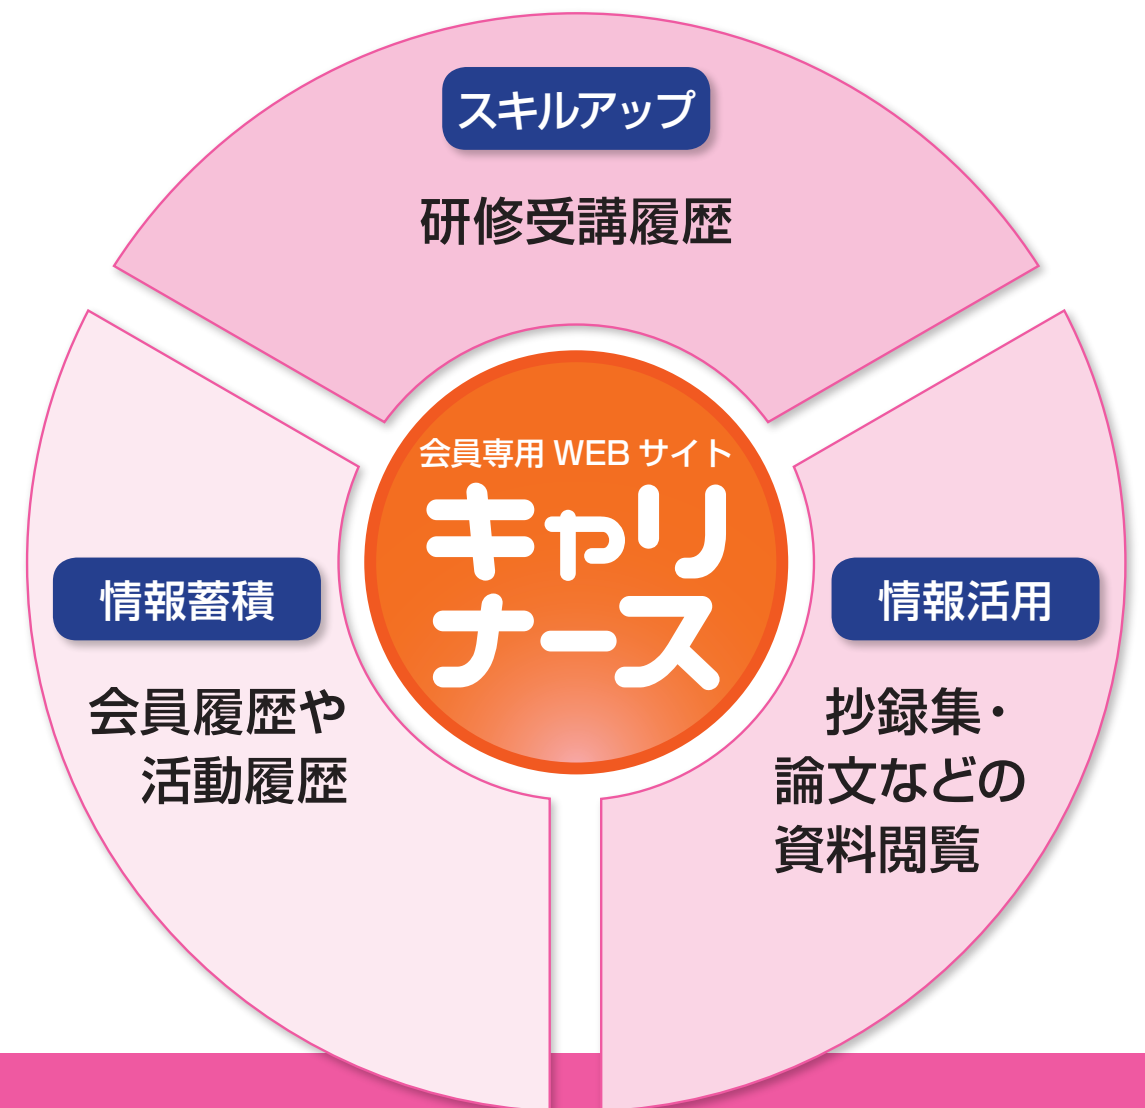 スキルアップ
研修受講履歴
会員専用 WEB サイト
キャリ
ナース
情報蓄積
会員履歴や
活動履歴
情報活用
抄録集・
論文などの
資料閲覧